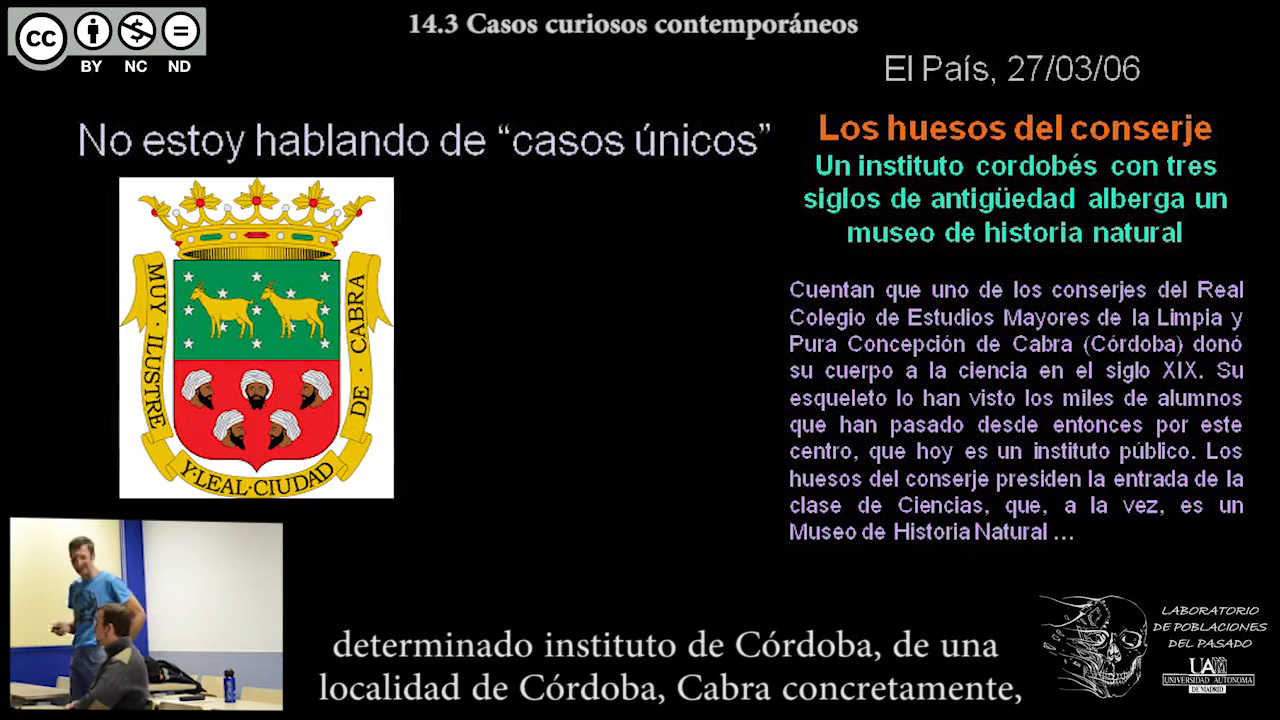 14.3 Casos curiosos contemporáneos
cc
BY NC ND
El País, 27/03/06
No estoy hablando de “casos únicos”
Los huesos del conserje
Un instituto cordobés con tres
siglos de antigüedad alberga un
museo de historia natural
MUY · ILUSTRE
Y·LEAL·CIUDAD
DE · CABRA
Cuentan que uno de los conserjes del Real
Colegio de Estudios Mayores de la Limpia y
Pura Concepción de Cabra (Córdoba) donó
su cuerpo a la ciencia en el siglo XIX. Su
esqueleto lo han visto los miles de alumnos
que han pasado desde entonces por este
centro, que hoy es un instituto público. Los
huesos del conserje presiden la entrada de la
clase de Ciencias, que, a la vez, es un
Museo de Historia Natural ...
LABORATORIO
DE POBLACIONES
DEL PASADO
UAM
UNIVERSIDAD AUTONOMA
DE MADRID
determinado instituto de Córdoba, de una
localidad de Córdoba, Cabra concretamente,